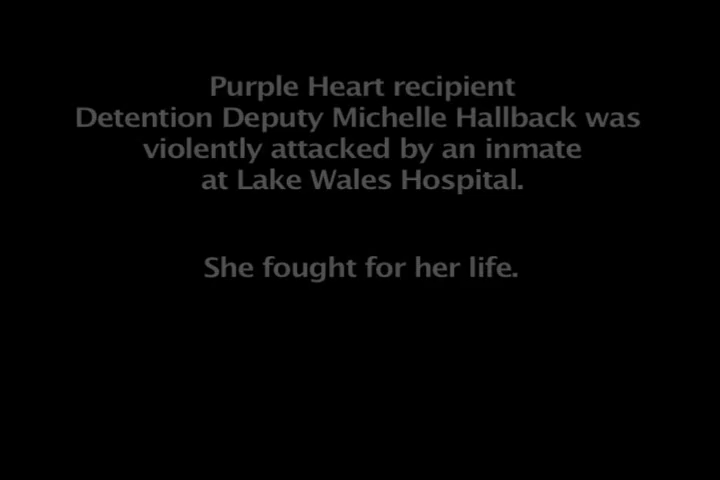 Purple Heart recipient
Detention Deputy Michelle Hallback was
violently attacked by an inmate
at Lake Wales Hospital.
She fought for her life.